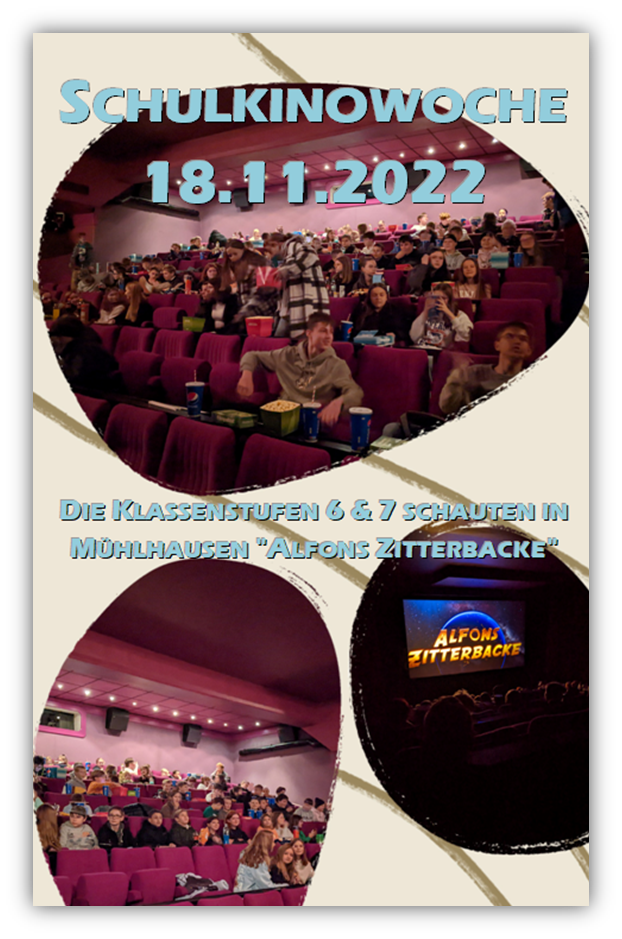 SCHULKINOWOCHE
18.11.2022
DIE KLASSENSTUFEN 6 & 7 SCHAUTEN IN
MÜHLHAUSEN "ALFONS ZITTERBACKE"
ALFONS
ZITTERBACKE